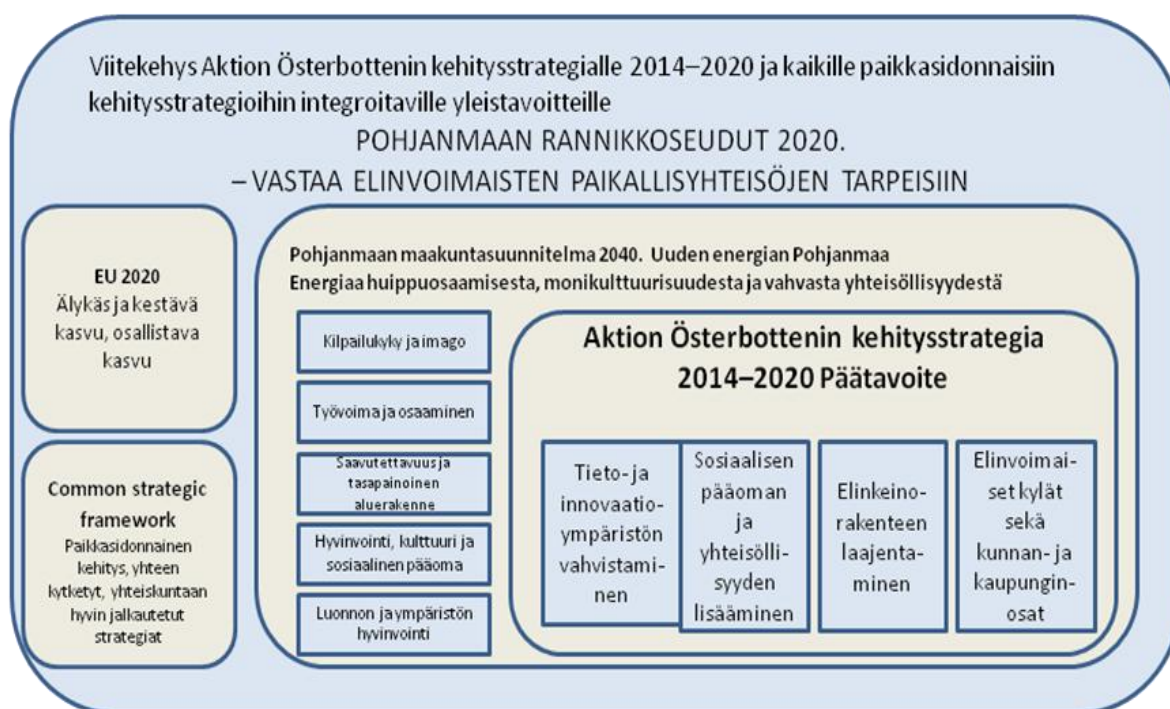 Viitekehys Aktion Österbottenin kehitysstrategialle 2014–2020 ja kaikille paikkasidonnaisiin
kehitysstrategioihin integroitaville yleistavoitteille
POHJANMAAN RANNIKKOSEUDUT 2020.
– VASTAA ELINVOIMAISTEN PAIKALLISYHTEISÖJEN TARPEISIIN
EU 2020
Älykäs ja kestävä
kasvu, osallistava
kasvu
Common strategic
framework
Paikkasidonnainen
kehitys, yhteen
kytketyt, yhteiskuntaan
hyvin jalkautetut
strategiat
Pohjanmaan maakuntasuunnitelma 2040. Uuden energian Pohjanmaa
Energiaa huippuosaamisesta, monikulttuurisuudesta ja vahvasta yhteisöllisyydestä
Kilpailukyky ja imago
Työvoima ja osaaminen
Saavutettavuus ja
tasapainoinen
aluerakenne
Hyvinvointi, kulttuuri ja
sosiaalinen pääoma
Luonnon ja ympäristön
hyvinvointi
Aktion Österbottenin kehitysstrategia
2014–2020 Päätavoite
Tieto- ja
innovaatio-
ympäristön
vahvistami-
nen
Sosiaalisen
pääoman
ja
yhteisölli-
syyden
lisääminen
Elinkeino-
rakenteen
laajenta-
minen
Elinvoimai-
set kylät
sekä
kunnan- ja
kaupungin-
osat